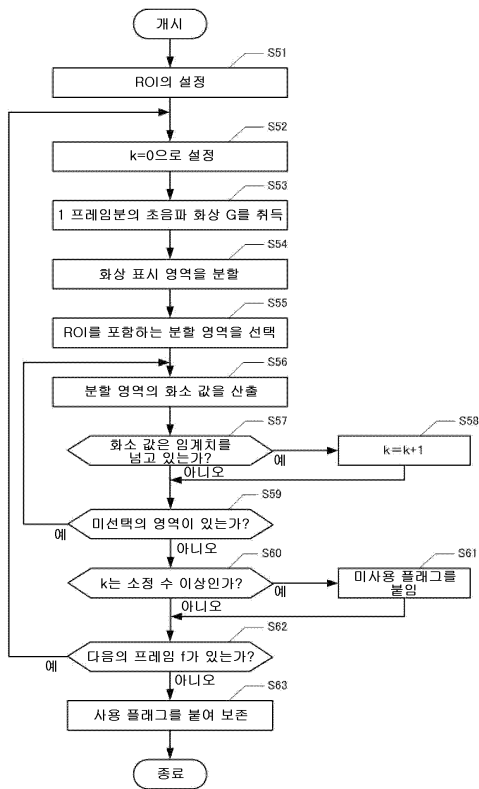 개시
S51
ROI의 설정
S52
k=0으로 설정
S53
1 프레임분의 초음파 화상 G를 취득
S54
화상 표시 영역을 분할
S55
ROI를 포함하는 분할 영역을 선택
S56
분할 영역의 화소 값을 산출
S57
화소 값은 임계치를
넘고 있는가?
예
S58
k=k+1
아니오
S59
미선택의 영역이 있는가?
예
아니오
S60
k는 소정 수 이상인가?
예
S61
미사용 플래그를
붙임
아니오
S62
다음의 프레임 f가 있는가?
예
아니오
S63
사용 플래그를 붙여 보존
종료